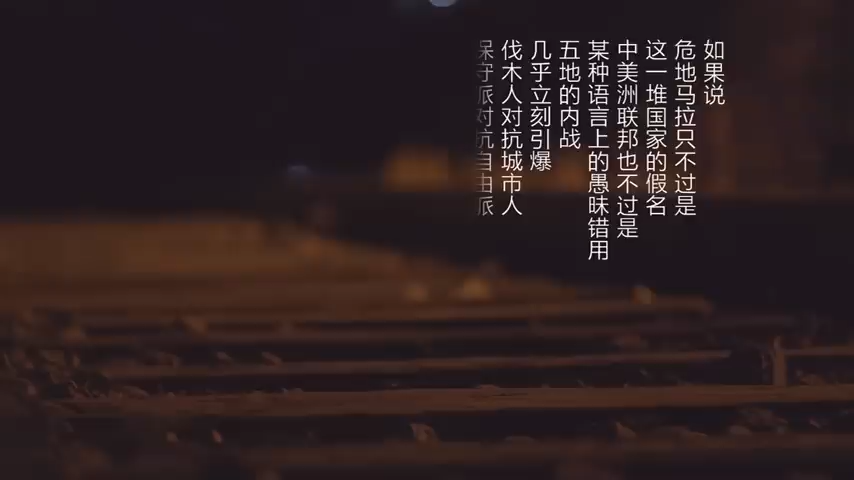 如果说
危地马拉只不过是
这一堆国家的假名
中美洲联邦也不过是
某种语言上的愚昧错用
五地的内战
几乎立刻引爆
伐木人对抗城市人
保守派对抗自由派